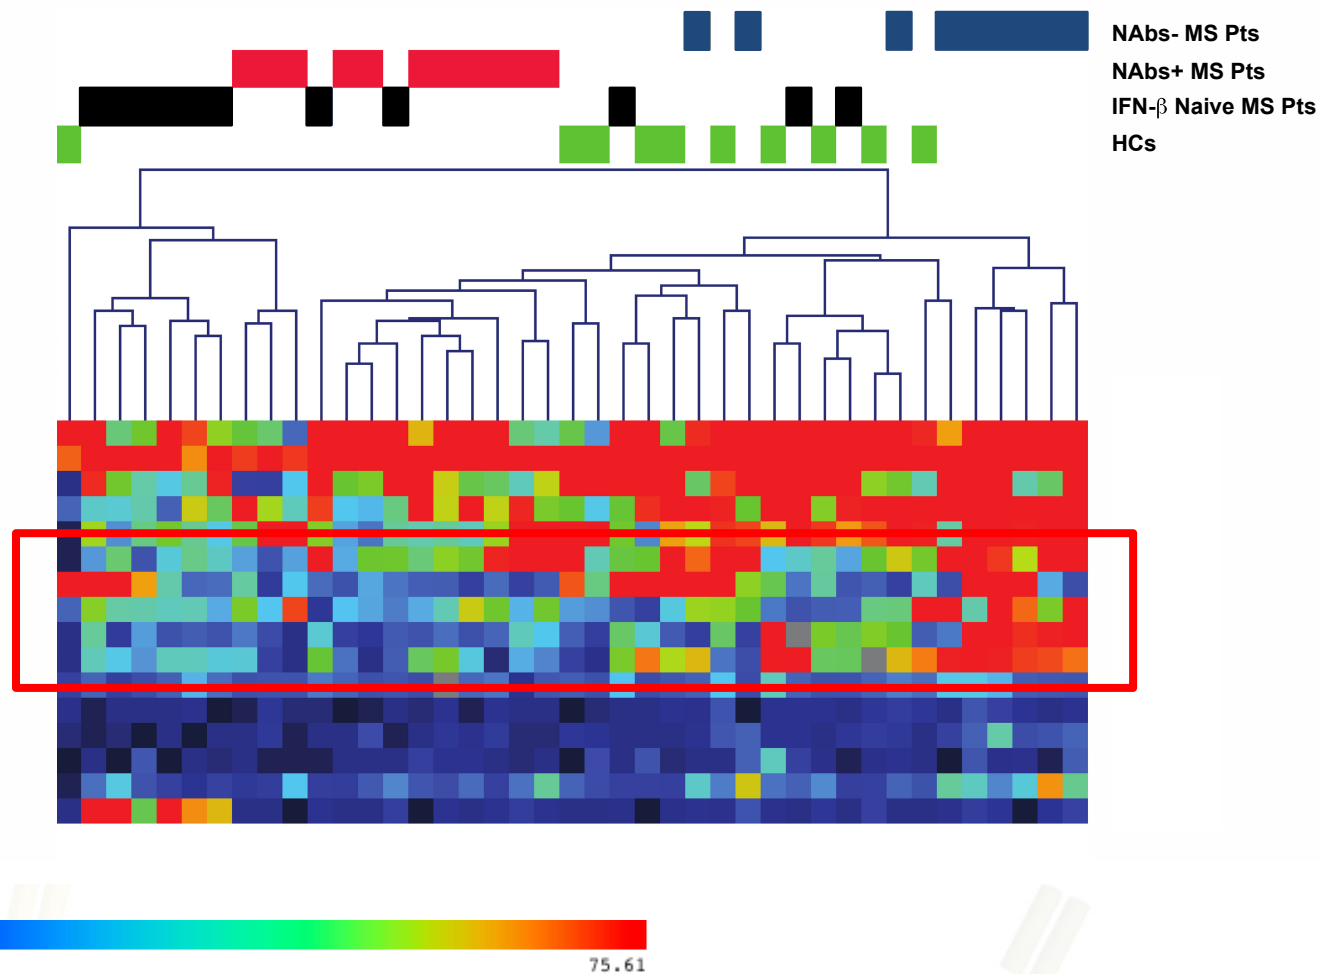 NAbs- MS Pts
NAbs+ MS Pts
IFN-β Naive MS Pts
HCs
75.61